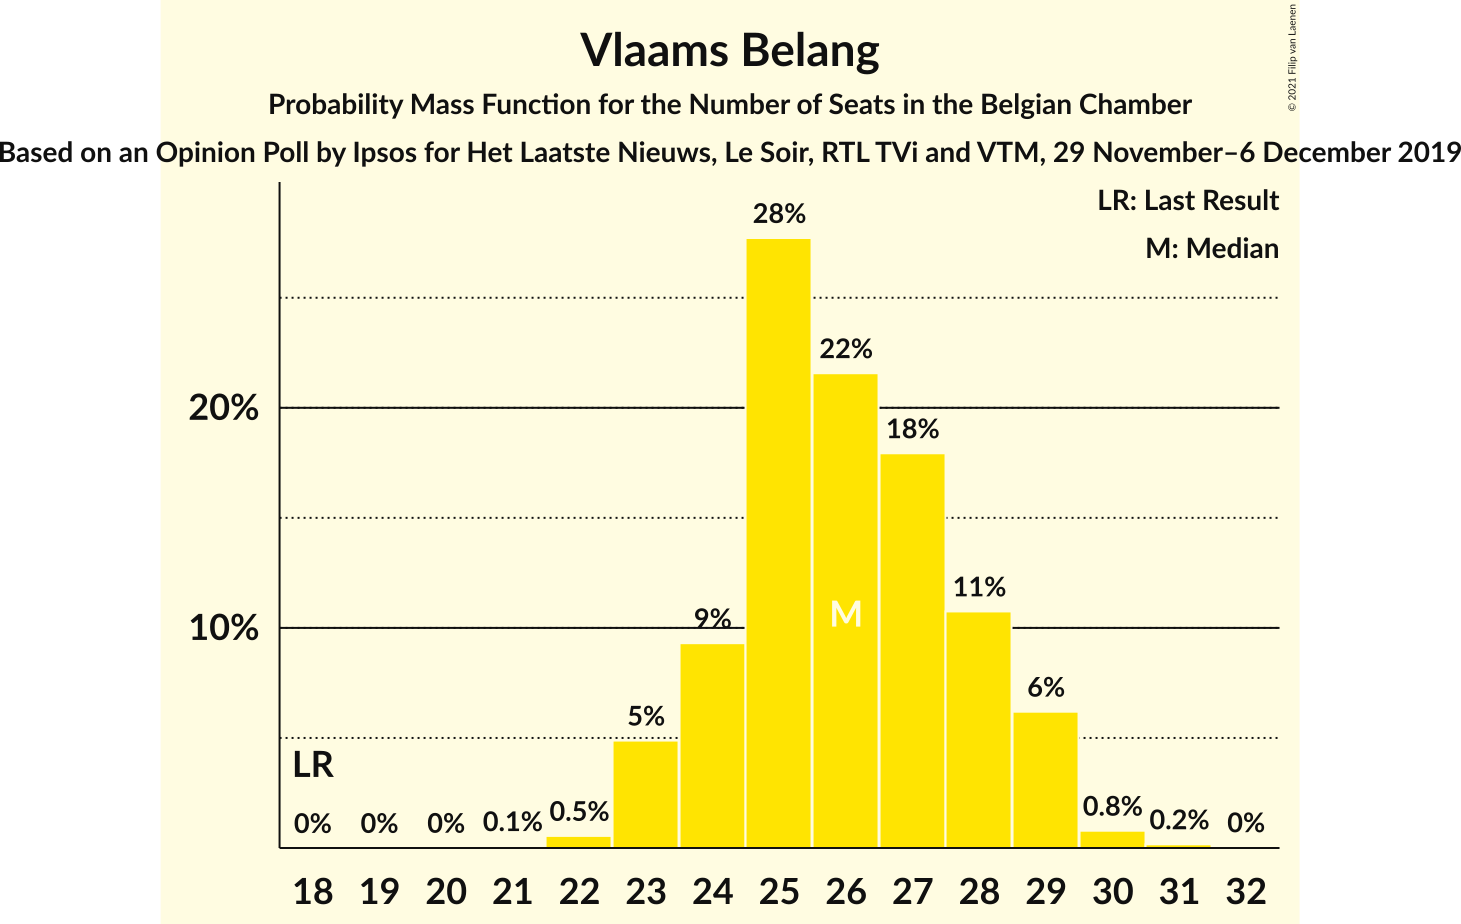 Vlaams Belang
Probability Mass Function for the Number of Seats in the Belgian Chamber
Based on an Opinion Poll by Ipsos for Het Laatste Nieuws, Le Soir, RTL TVi and VTM, 29 November–6 December 2019
© 2021 Filip van Laenen
LR: Last Result
M: Median
28%
22%
20%
18%
11%
9%
M
10%
6%
5%
LR
0% 0% 0% 0.1% 0.5% 0.8% 0.2% 0%
18 19 20 21 22 23 24 25 26 27 28 29 30 31 32